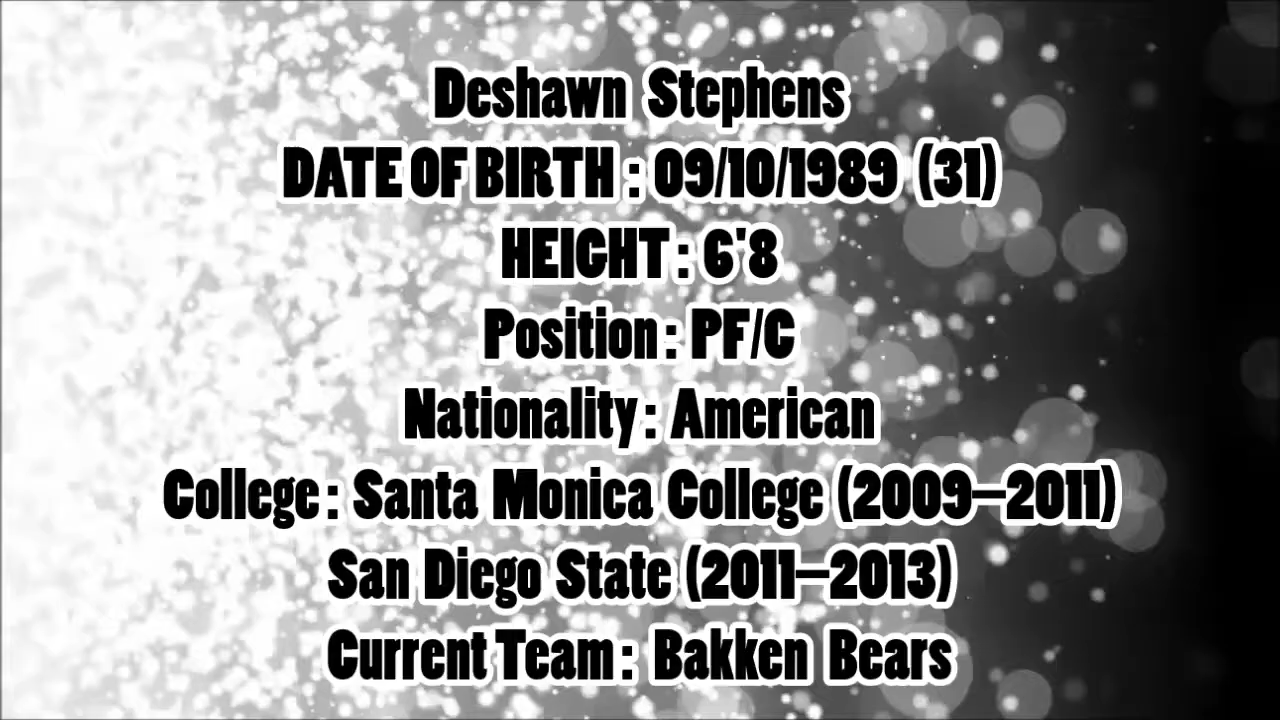 Deshawn Stephens
DATE OF BIRTH : 09/10/1989 (31)
HEIGHT : 6'8
Position : PF/C
Nationality : American
College : Santa Monica College (2009–2011)
San Diego State (2011–2013)
Current Team : Bakken Bears